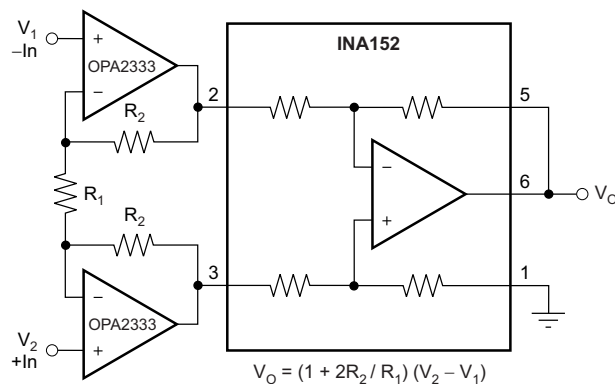 V1
–In
OPA2333
R2
R1
R2
OPA2333
V2
+In
INA152
2
5
6
VO
3
1
VO = (1 + 2R2 / R1) (V2 – V1)